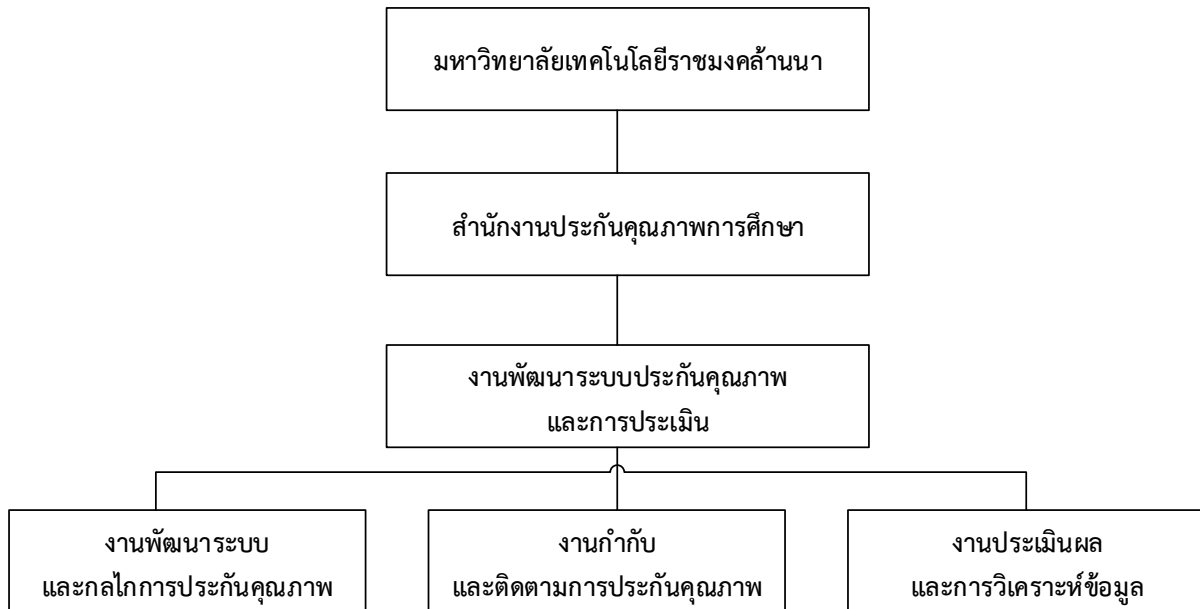 มหาวิทยาลัยเทคโนโลยีราชมงคล้านนา
สำนักงานประกันคุณภาพการศึกษา
งานพัฒนาระบบประกันคุณภาพ
และการประเมิน
งานพัฒนาระบบ
และกลไกการประกันคุณภาพ
งานกำกับ
และติดตามการประกันคุณภาพ
งานประเมินผล
และการวิเคราะห์ข้อมูล